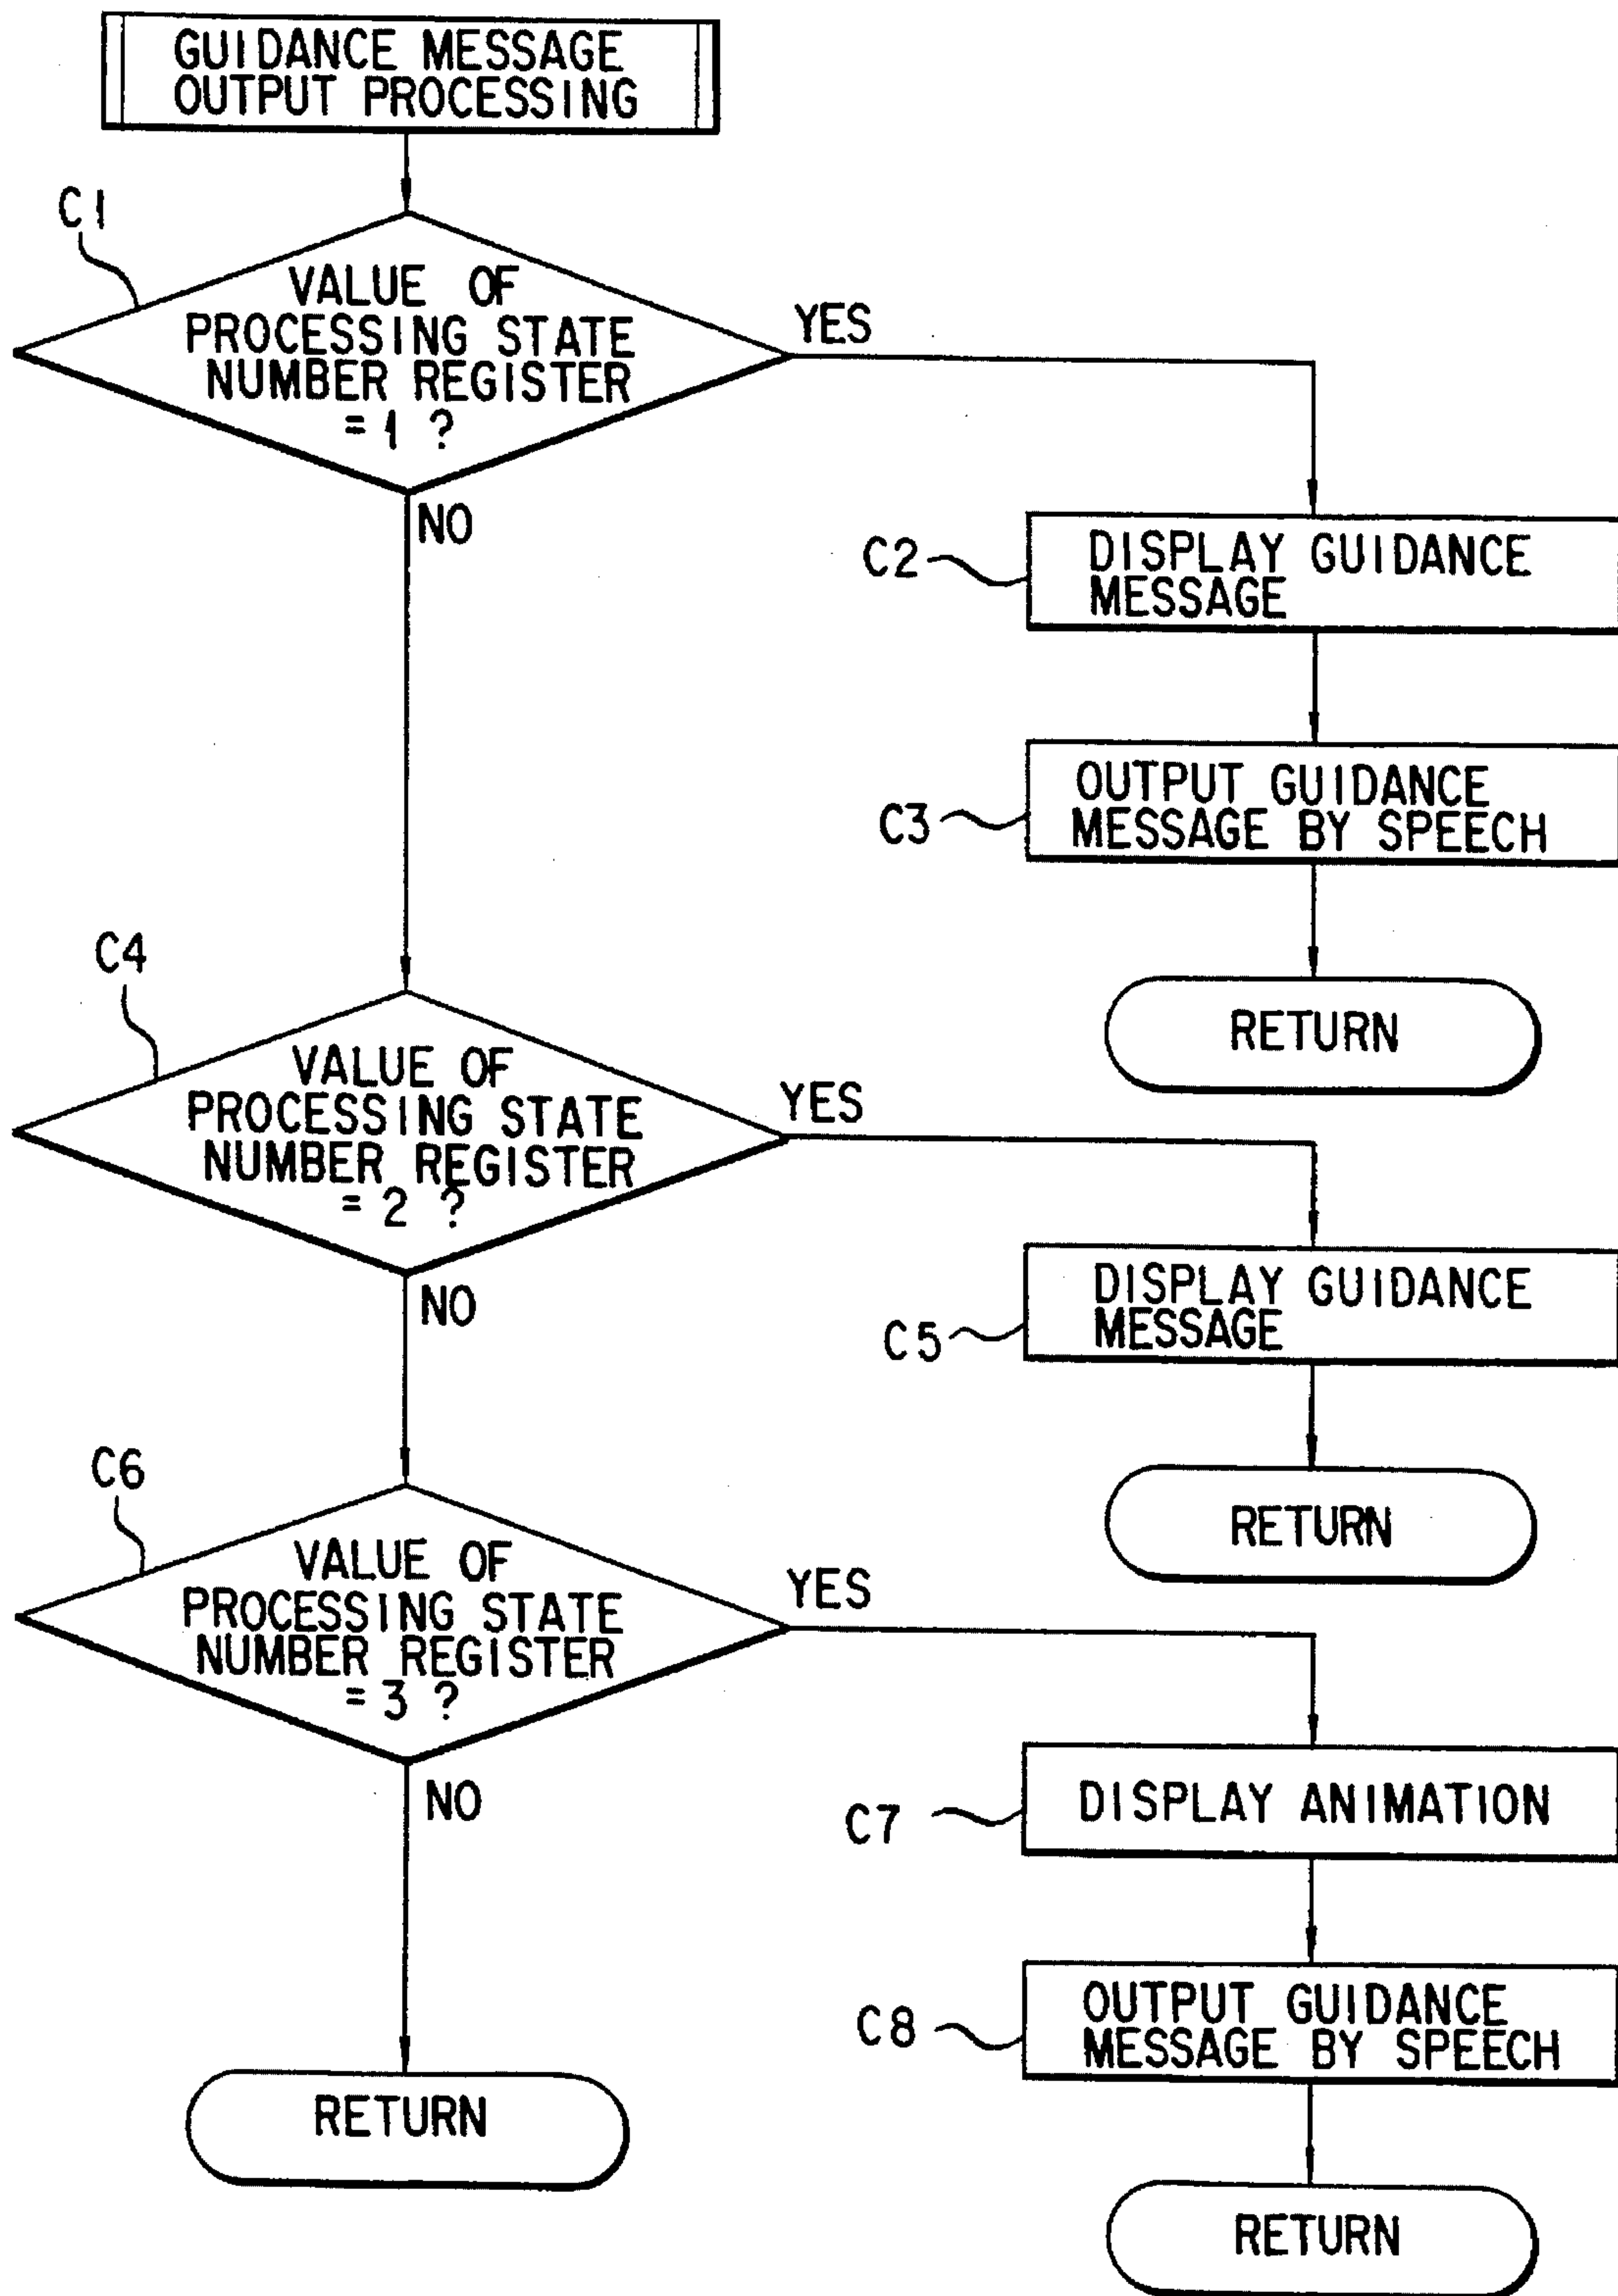 GUIDANCE MESSAGE
OUTPUT PROCESSING
C1
VALUE OF
PROCESSING STATE
NUMBER REGISTER
= 1 ?
YES
NO
C2
DISPLAY GUIDANCE
MESSAGE
C3
OUTPUT GUIDANCE
MESSAGE BY SPEECH
RETURN
C4
VALUE OF
PROCESSING STATE
NUMBER REGISTER
= 2 ?
YES
NO
C5
DISPLAY GUIDANCE
MESSAGE
RETURN
C6
VALUE OF
PROCESSING STATE
NUMBER REGISTER
= 3 ?
YES
NO
C7
DISPLAY ANIMATION
C8
OUTPUT GUIDANCE
MESSAGE BY SPEECH
RETURN
RETURN